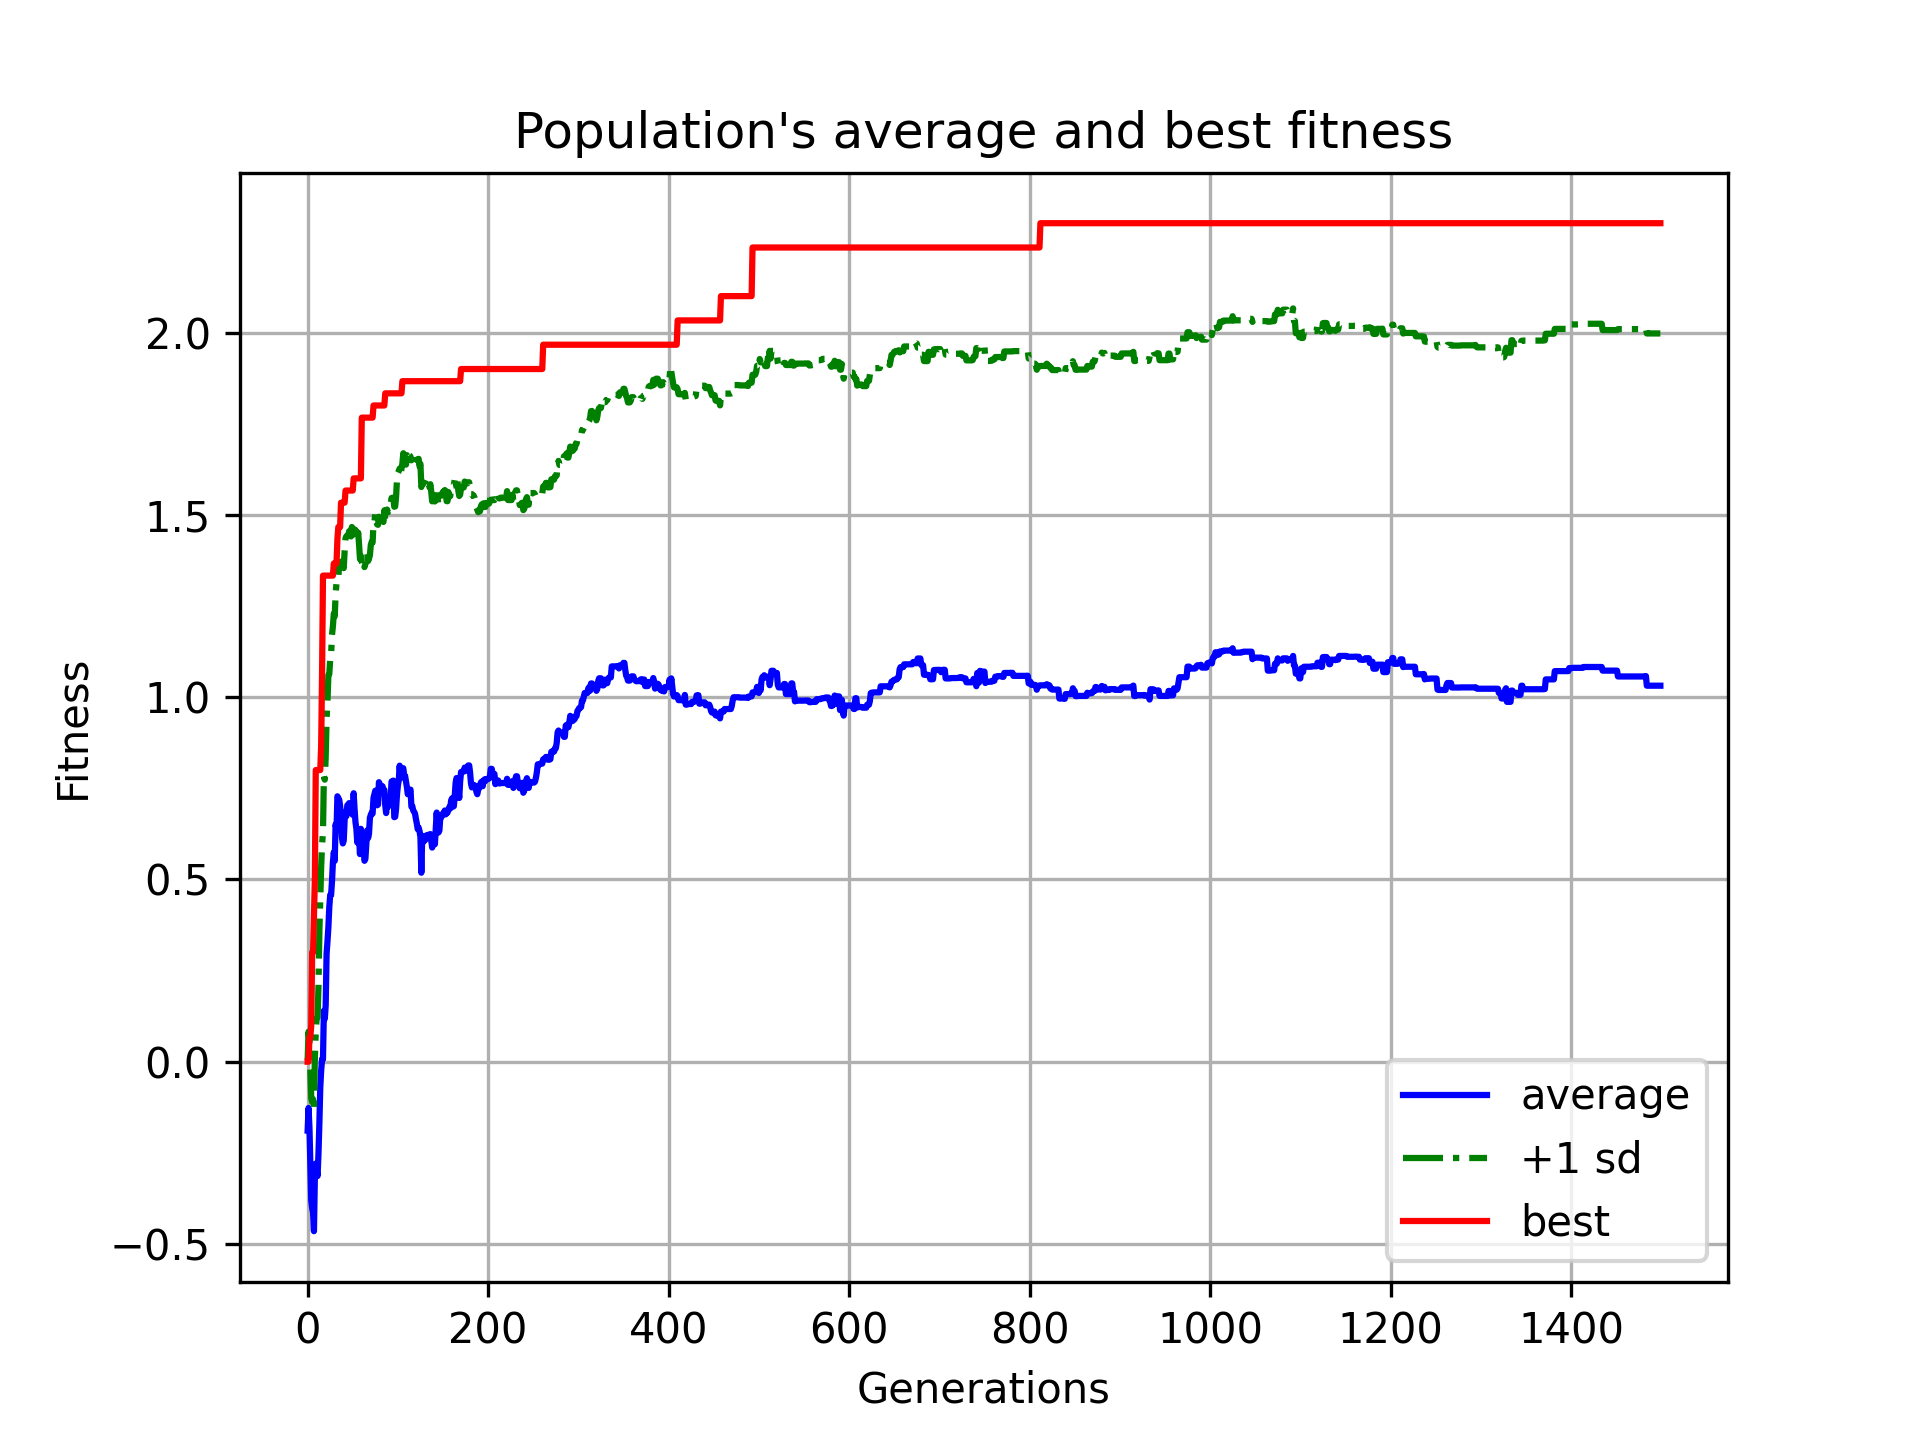 Population's average and best fitness
Fitness
2.0
1.5
1.0
0.5
0.0
−0.5
0 200 400 600 800 1000 1200 1400
Generations
average
+1 sd
best